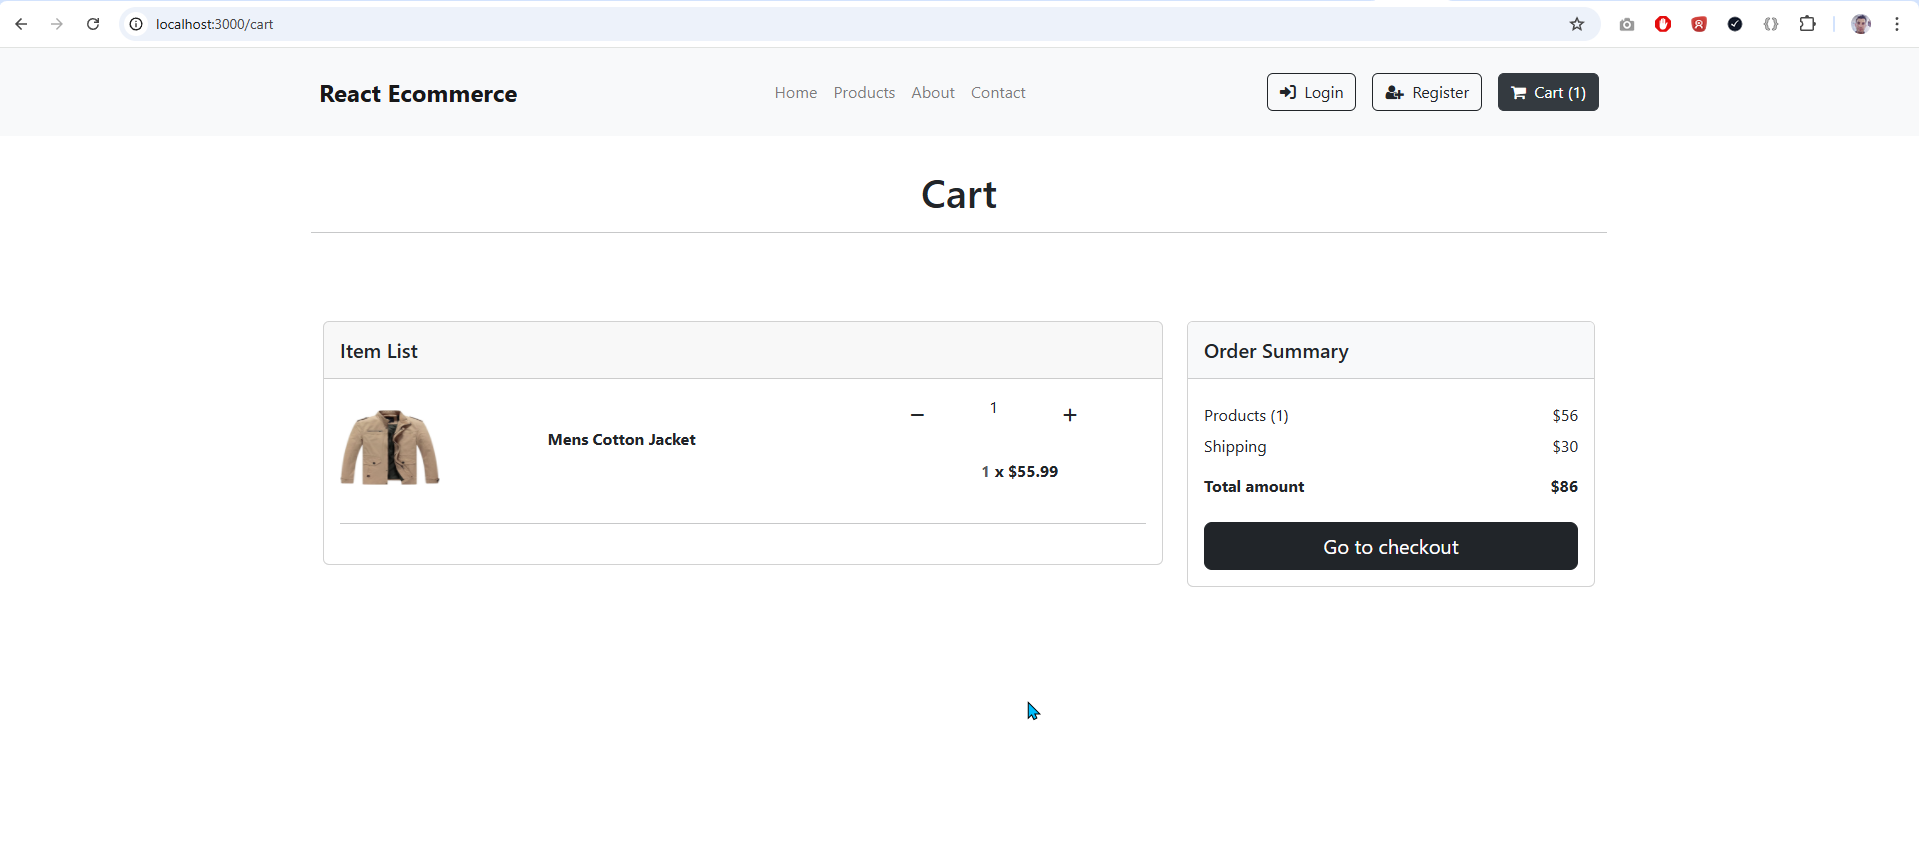 localhost:3000/cart
React Ecommerce
Home Products About Contact
Login Register Cart (1)
Cart
Item List
Mens Cotton Jacket
1
1 x $55.99
Order Summary
Products (1) $56
Shipping $30
Total amount $86
Go to checkout